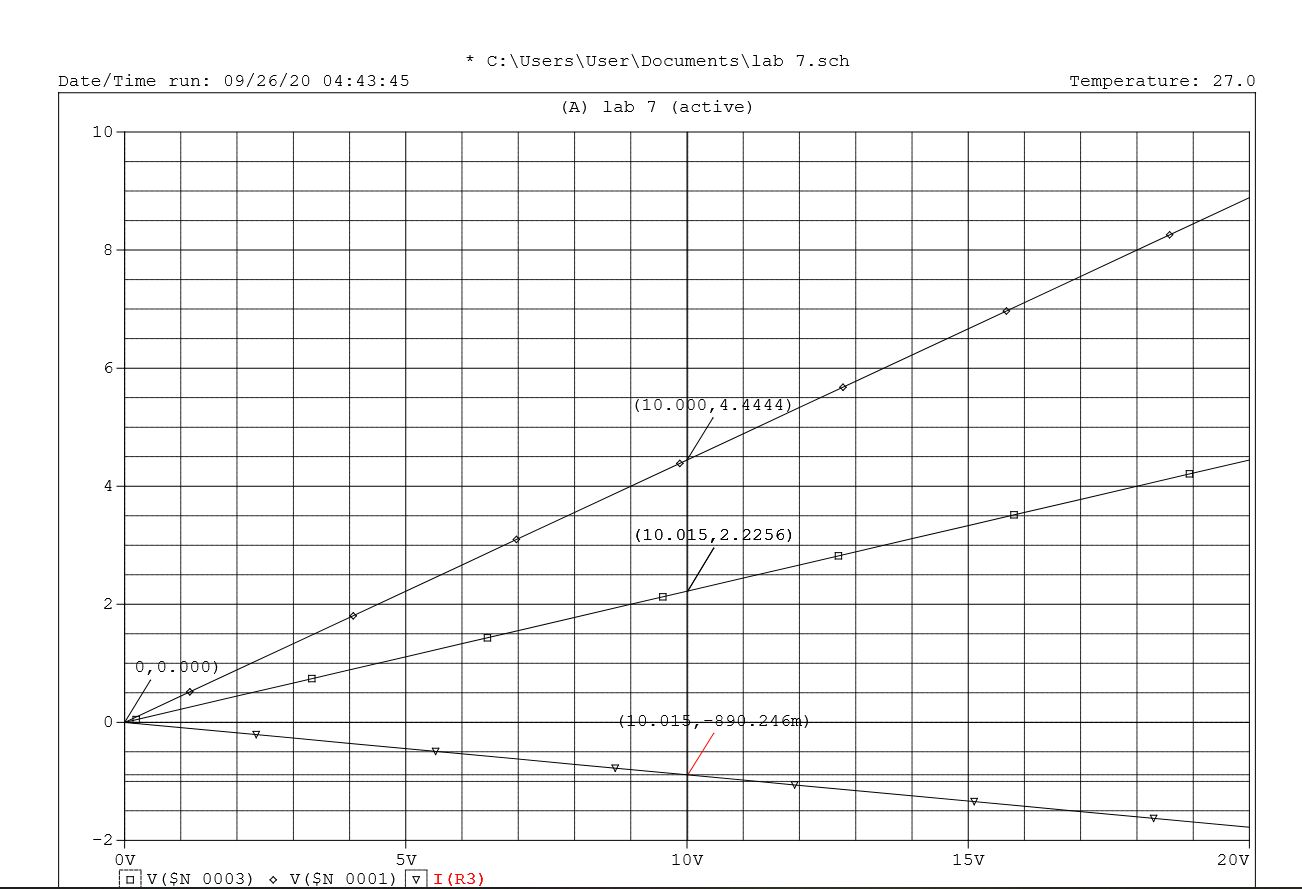 * C:\Users\User\Documents\lab 7.sch
Date/Time run: 09/26/20 04:43:45 Temperature: 27.0
(A) lab 7 (active)
10
8
6
(10.000,4.4444)
4
(10.015,2.2256)
2
0,0.000)
0
(10.015,-890.246m)
-2
0V 5V 10V 15V 20V
V($N 0003) V($N 0001) I(R3)